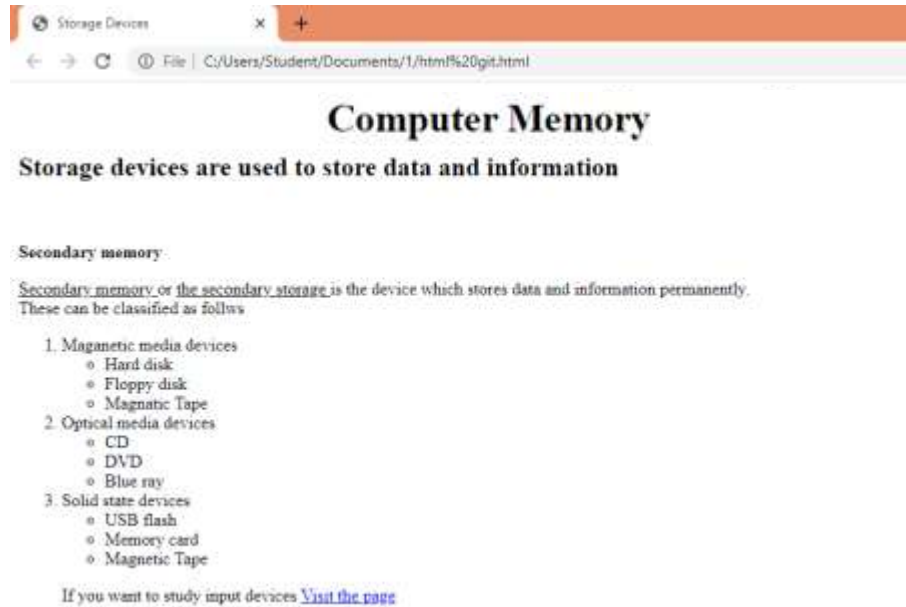 Storage Devices
File | C:/Users/Student/Documents/1/html%20git.html
Computer Memory
Storage devices are used to store data and information
Secondary memory
Secondary memory or the secondary storage is the device which stores data and information permanently.
These can be classified as follws
1. Maganetic media devices
Hard disk
Floppy disk
Magnatic Tape
2. Optical media devices
CD
DVD
Blue ray
3. Solid state devices
USB flash
Memory card
Magnetic Tape
If you want to study input devices Visit the page